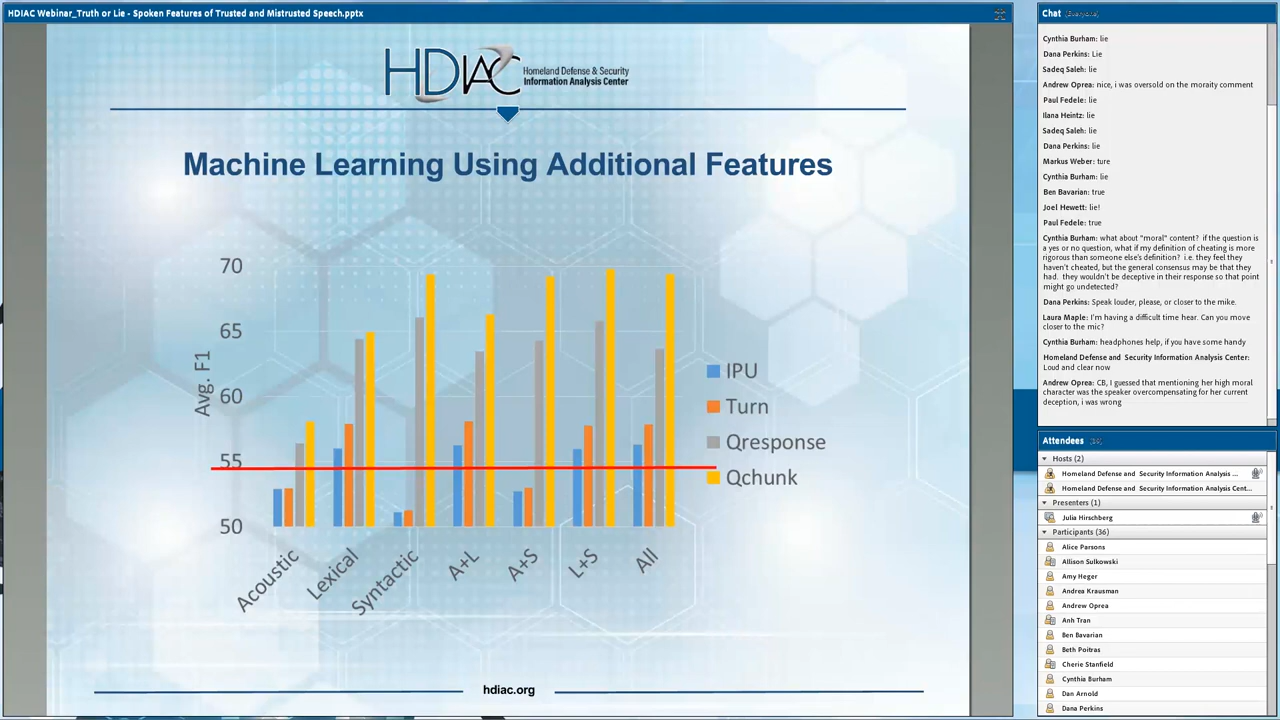 HDIAC Webinar_Truth or Lie - Spoken Features of Trusted and Mistrusted Speech.pptx
HDIAC Homeland Defense & Security
Information Analysis Center
Machine Learning Using Additional Features
70
65
60
55
50
Avg. F1
Acoustic
Lexical
Syntactic
A+L
A+S
L+S
All
IPU
Turn
Qresponse
Qchunk
hdiac.org
Chat (Everyone)
Cynthia Burham: lie
Dana Perkins: Lie
Sadeq Saleh: lie
Andrew Oprea: nice, i was oversold on the morality comment
Paul Fedele: lie
Ilana Heintz: lie
Sadeq Saleh: lie
Dana Perkins: lie
Markus Weber: ture
Cynthia Burham: lie
Ben Bavarian: true
Joel Hewett: lie!
Paul Fedele: true
Cynthia Burham: what about "moral" content? if the question is
a yes or no question, what if my definition of cheating is more
rigorous than someone else's definition? i.e. they feel they
haven't cheated, but the general consensus may be that they
had. they wouldn't be deceptive in their response so that point
might go undetected?
Dana Perkins: Speak louder, please, or closer to the mike.
Laura Maple: I'm having a difficult time hear. Can you move
closer to the mic?
Cynthia Burham: headphones help, if you have some handy
Homeland Defense and Security Information Analysis Center:
Loud and clear now
Andrew Oprea: CB, I guessed that mentioning her high moral
character was the speaker overcompensating for her current
deception, i was wrong
Attendees
Hosts (2)
Homeland Defense and Security Information Analysis ...
Homeland Defense and Security Information Analysis Cent...
Presenters (1)
Julia Hirschberg
Participants (36)
Alice Parsons
Allison Sulkowski
Amy Heger
Andrea Krausman
Andrew Oprea
Anh Tran
Ben Bavarian
Beth Poitras
Cherie Stanfield
Cynthia Burham
Dan Arnold
Dana Perkins